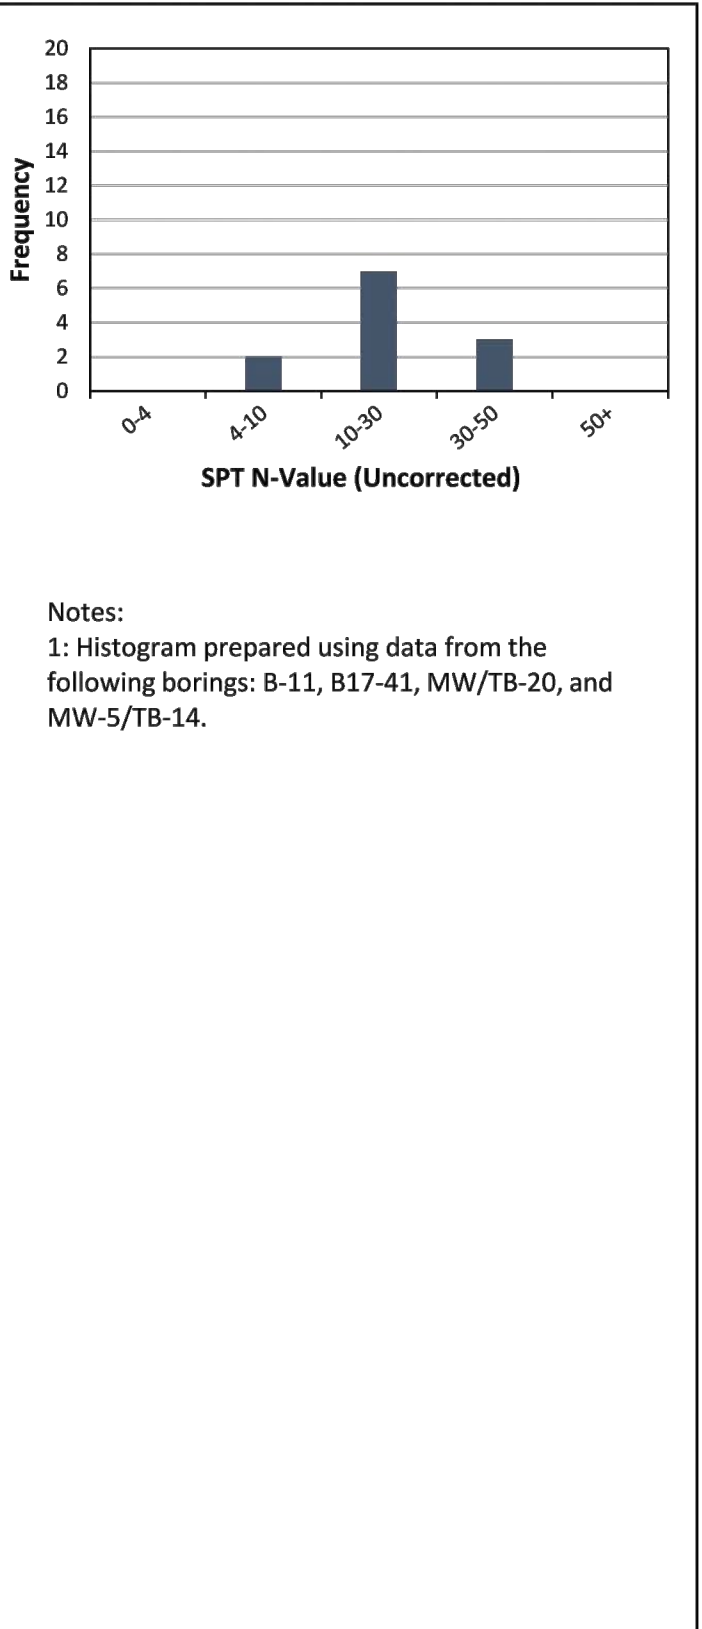 20
18
16
14
12
10
8
6
4
2
0
Frequency
0-4
4-10
10-30
30-50
50+
SPT N-Value (Uncorrected)
Notes:
1: Histogram prepared using data from the
following borings: B-11, B17-41, MW/TB-20, and
MW-5/TB-14.